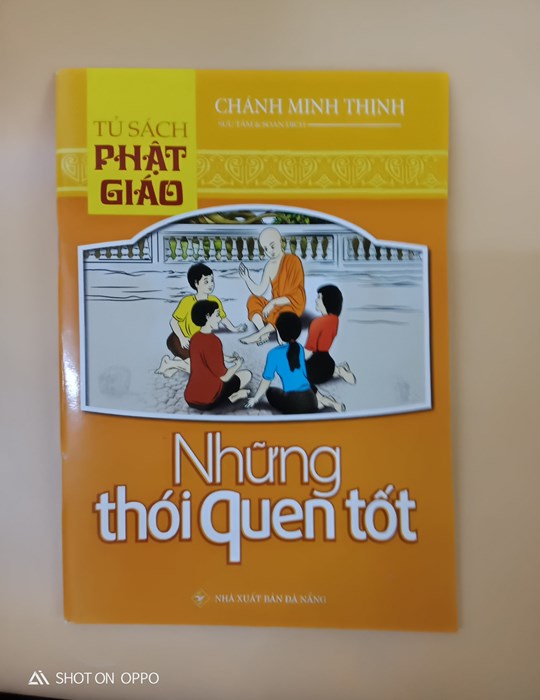 TỦ SÁCH
PHẬT
GIÁO
CHÁNH MINH THỊNH
SƯU TẦM & SOẠN DỊCH
Những
thói quen tốt
NHÀ XUẤT BẢN ĐÀ NẴNG
SHOT ON OPPO